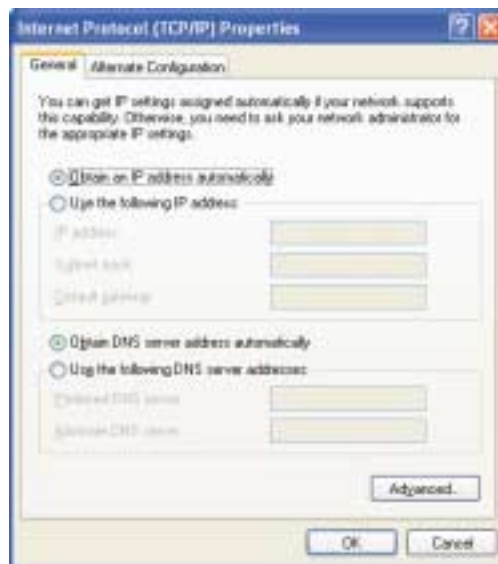 Internet Protocol (TCP/IP) Properties
General
Alternate Configuration
You can get IP settings assigned automatically if your network supports
this capability. Otherwise, you need to ask your network administrator for
the appropriate IP settings.
Obtain an IP address automatically
Use the following IP address
IP address
Subnet mask
Default gateway
Obtain DNS server address automatically
Use the following DNS server addresses
Preferred DNS server
Alternate DNS server
Advanced..
OK
Cancel